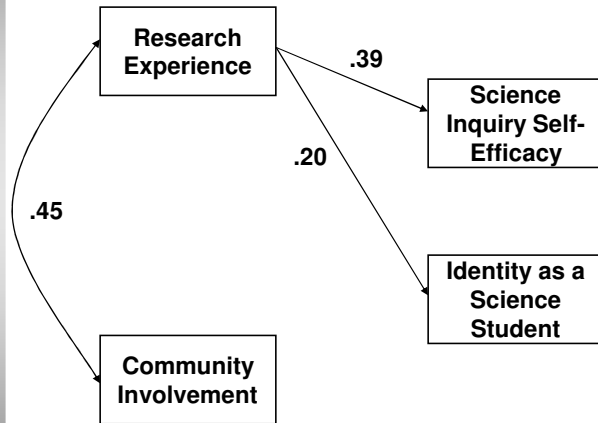 Research
Experience
.39
Science
Inquiry Self-
Efficacy
.20
.45
Identity as a
Science
Student
Community
Involvement